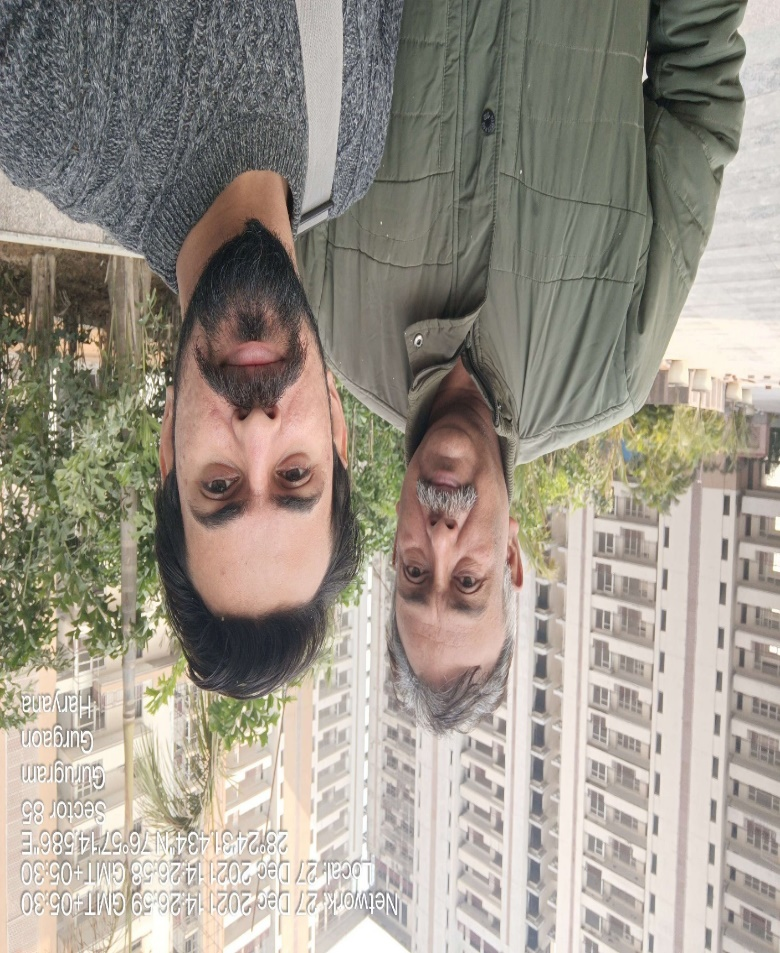 Network: 27 Dec 2021 14:26:59 GMT+05:30
Local: 27 Dec 2021 14:26:58 GMT+05:30
28°24'31.434"N 76°57'14.586"E
Sector 85
Gurugram
Gurgaon
Haryana